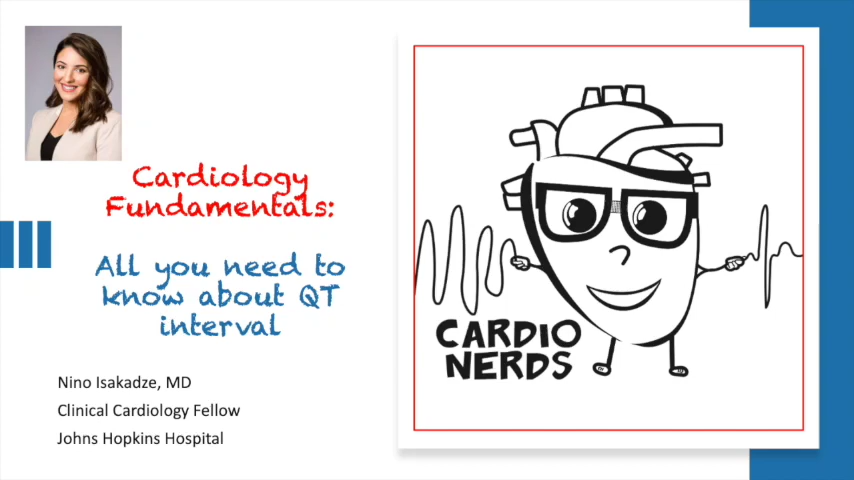 Cardiology
Fundamentals:
All you need to
know about QT
interval
Nino Isakadze, MD
Clinical Cardiology Fellow
Johns Hopkins Hospital
CARDIO
NERDS